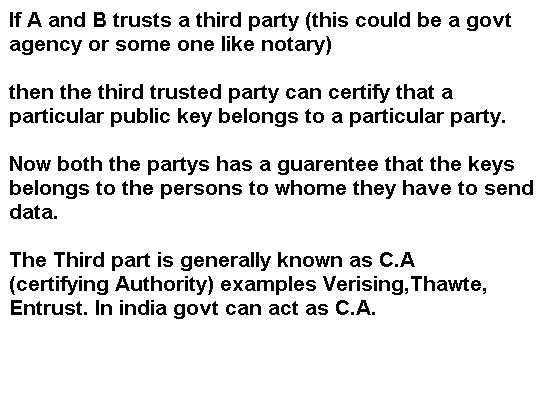 If A and B trusts a third party (this could be a govt
agency or some one like notary)
then the third trusted party can certify that a
particular public key belongs to a particular party.
Now both the partys has a guarentee that the keys
belongs to the persons to whome they have to send
data.
The Third part is generally known as C.A
(certifying Authority) examples Verising,Thawte,
Entrust. In india govt can act as C.A.